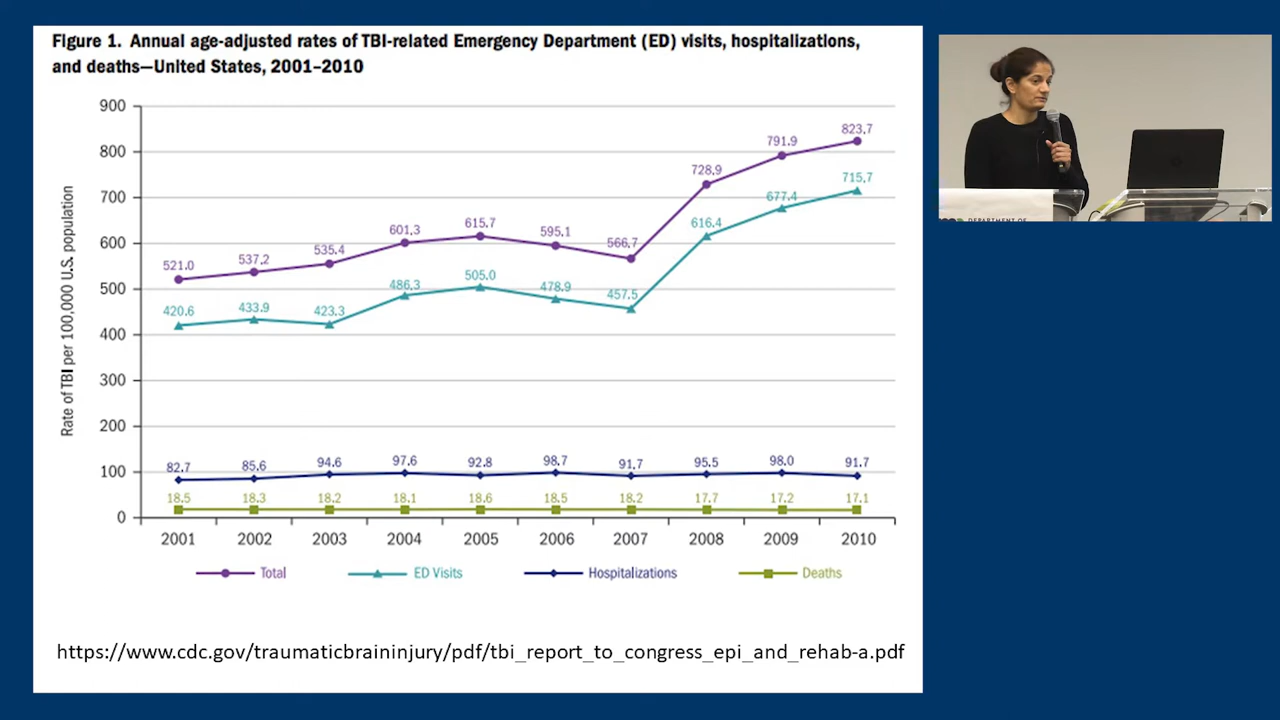 Figure 1. Annual age-adjusted rates of TBI-related Emergency Department (ED) visits, hospitalizations,
and deaths—United States, 2001–2010
Rate of TBI per 100,000 U.S. population
900
800
700
600
500
400
300
200
100
0
521.0 537.2 535.4 601.3 615.7 595.1 566.7 728.9 791.9 823.7
420.6 433.9 423.3 486.3 505.0 478.9 457.5 616.4 677.4 715.7
82.7 85.6 94.6 97.6 92.8 98.7 91.7 95.5 98.0 91.7
18.5 18.3 18.2 18.1 18.6 18.5 18.2 17.7 17.2 17.1
2001 2002 2003 2004 2005 2006 2007 2008 2009 2010
Total ED Visits Hospitalizations Deaths
https://www.cdc.gov/traumaticbraininjury/pdf/tbi_report_to_congress_epi_and_rehab-a.pdf
DEPARTMENT OF